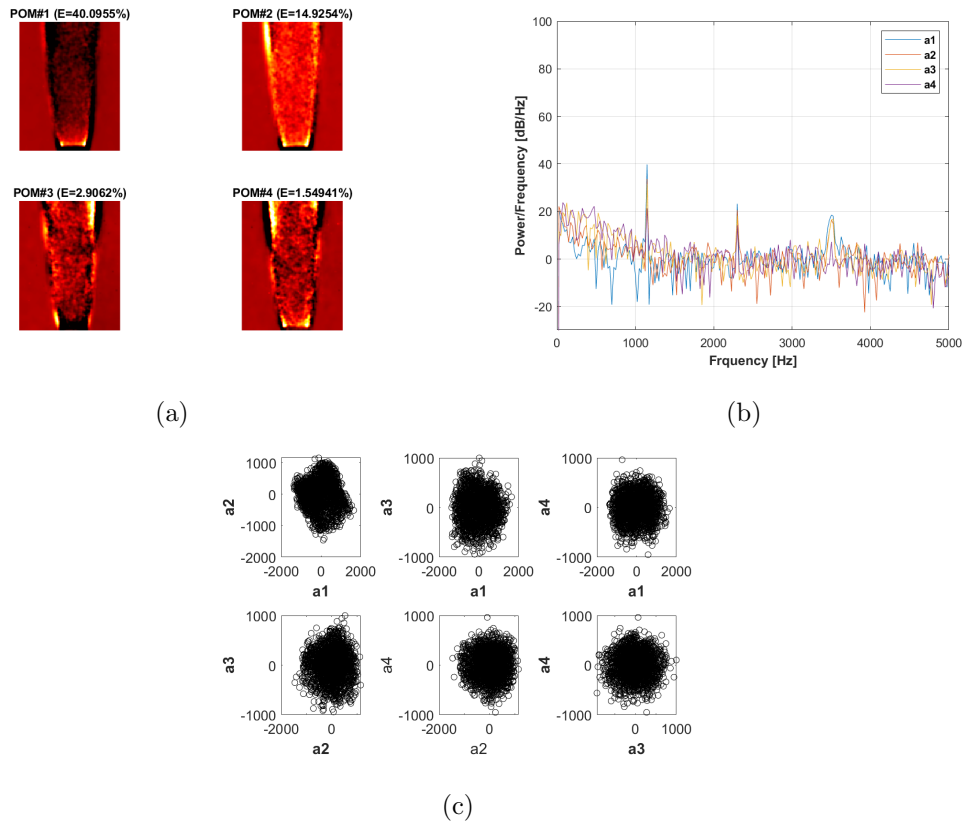 POM#1 (E=40.0955%)
POM#2 (E=14.9254%)
POM#3 (E=2.9062%)
POM#4 (E=1.54941%)
(a)
100
80
60
40
20
0
-20
Power/Frequency [dB/Hz]
0 1000 2000 3000 4000 5000
Frquency [Hz]
a1
a2
a3
a4
(b)
1000
0
-1000
-2000
a2
-2000 0 2000
a1
1000
0
-1000
a3
-2000 0 2000
a1
1000
0
-1000
a4
-2000 0 2000
a1
1000
0
-1000
a3
-2000 0
a2
1000
0
-1000
a4
-2000 0
a2
1000
0
-1000
a4
0 1000
a3
(c)